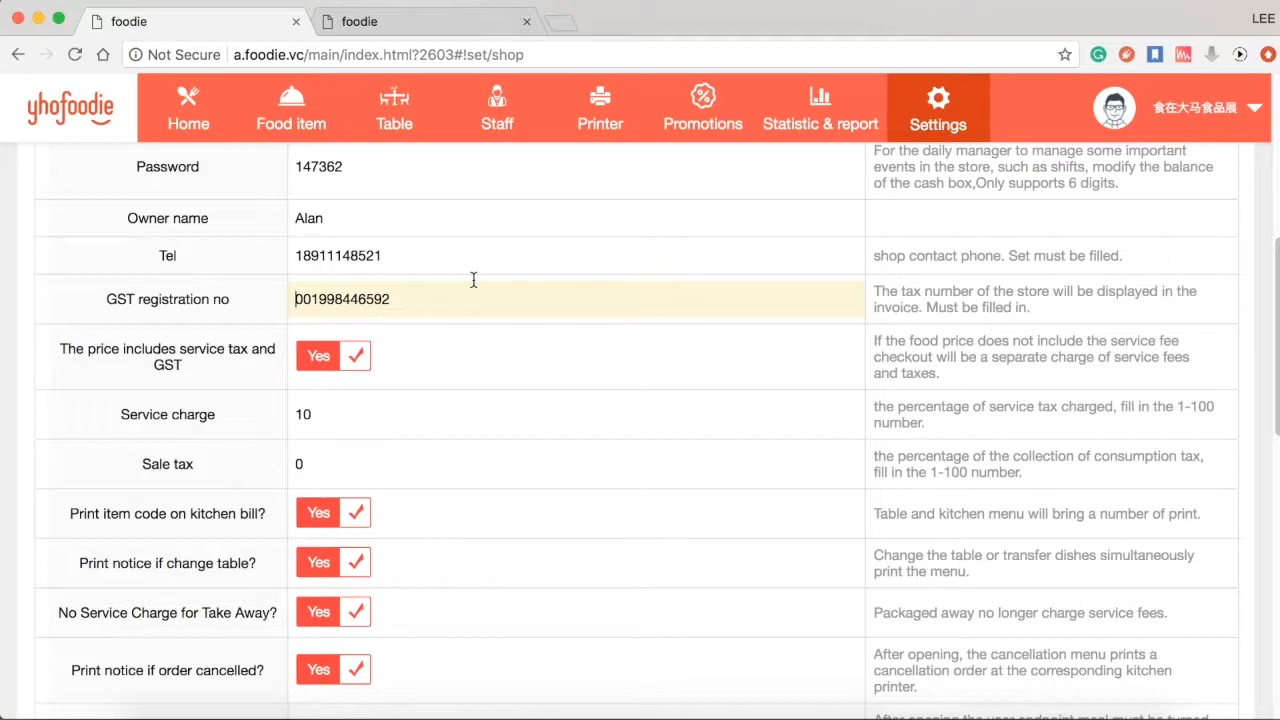 foodie
foodie
LEE
Not Secure
a.foodie.vc/main/index.html?2603#!set/shop
yhofoodie
Home
Food item
Table
Staff
Printer
Promotions
Statistic & report
Settings
食在大马食品展
Password
147362
For the daily manager to manage some important
events in the store, such as shifts, modify the balance
of the cash box,Only supports 6 digits.
Owner name
Alan
Tel
18911148521
shop contact phone. Set must be filled.
GST registration no
001998446592
The tax number of the store will be displayed in the
invoice. Must be filled in.
The price includes service tax and
GST
Yes
If the food price does not include the service fee
checkout will be a separate charge of service fees
and taxes.
Service charge
10
the percentage of service tax charged, fill in the 1-100
number.
Sale tax
0
the percentage of the collection of consumption tax,
fill in the 1-100 number.
Print item code on kitchen bill?
Yes
Table and kitchen menu will bring a number of print.
Print notice if change table?
Yes
Change the table or transfer dishes simultaneously
print the menu.
No Service Charge for Take Away?
Yes
Packaged away no longer charge service fees.
Print notice if order cancelled?
Yes
After opening, the cancellation menu prints a
cancellation order at the corresponding kitchen
printer.